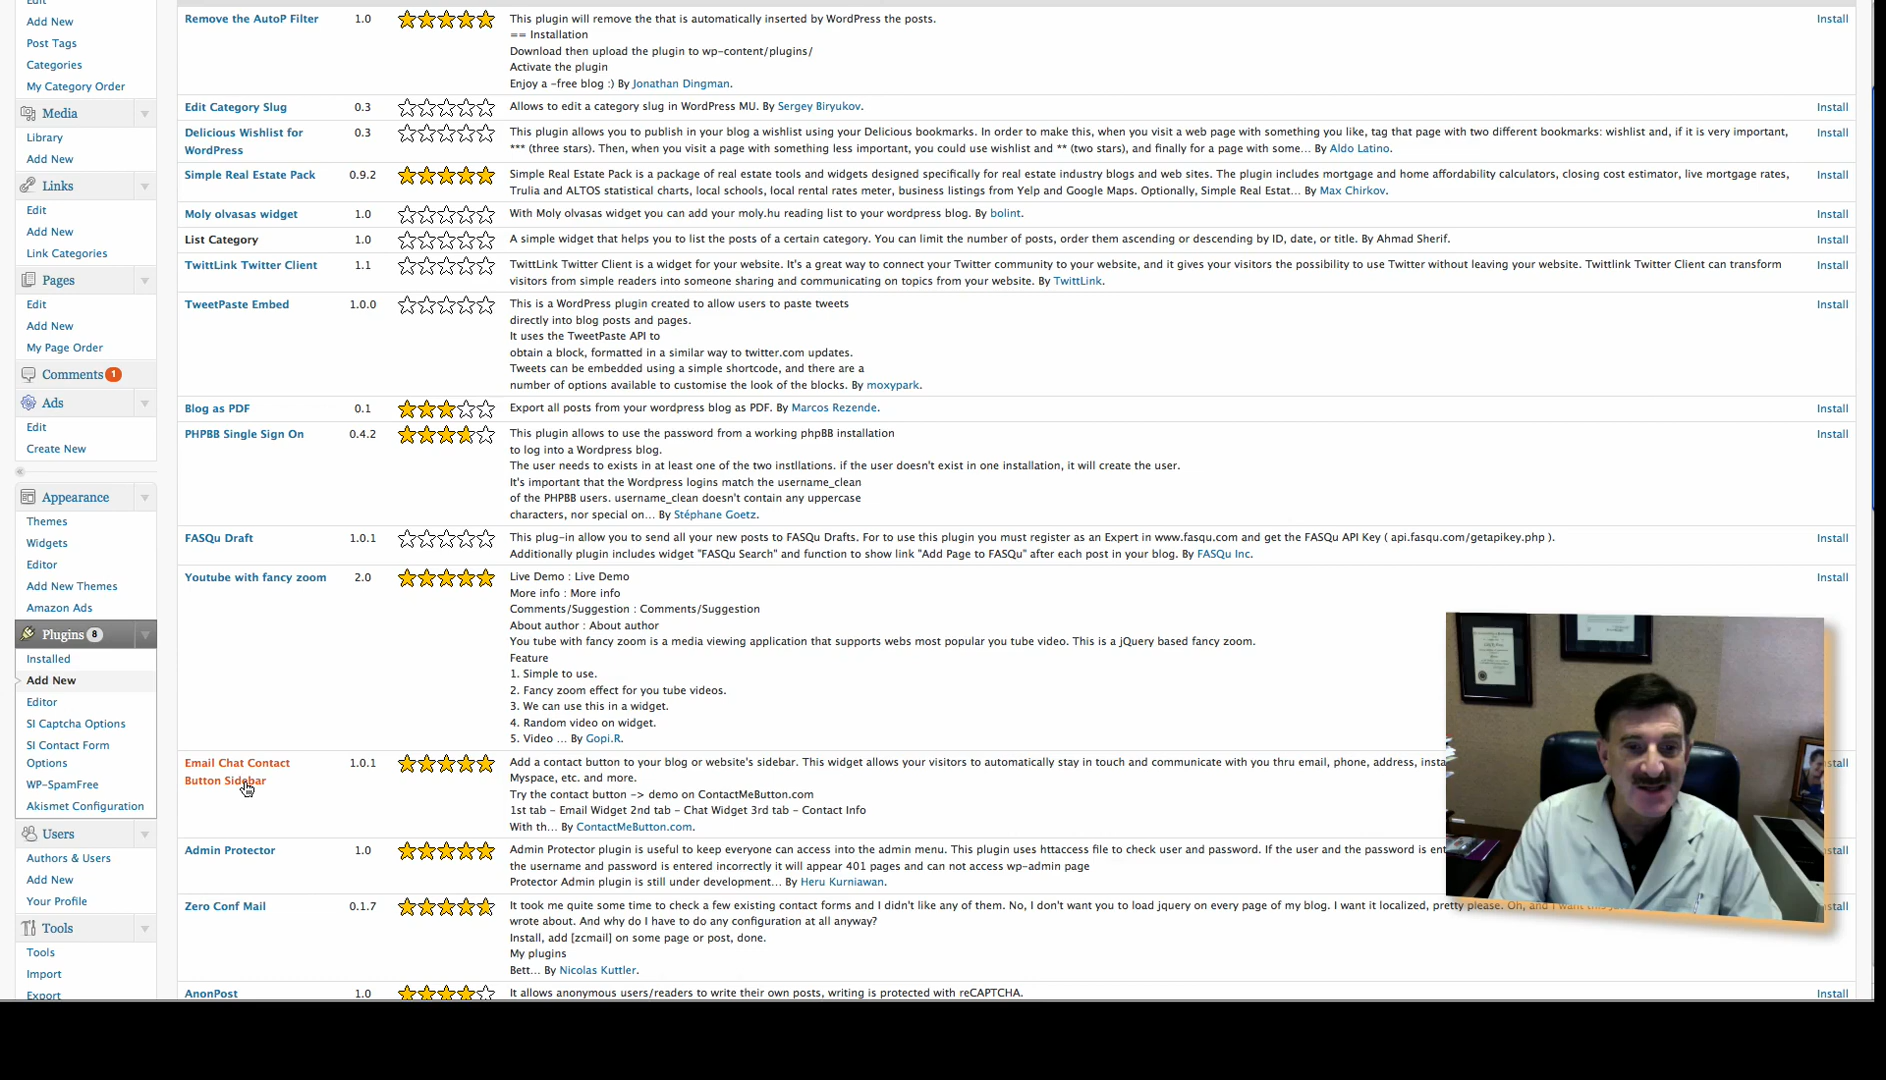 Add New
Post Tags
Categories
My Category Order
Media
Library
Add New
Links
Edit
Add New
Link Categories
Pages
Edit
Add New
My Page Order
Comments 1
Ads
Edit
Create New
Appearance
Themes
Widgets
Editor
Add New Themes
Amazon Ads
Plugins 8
Installed
Add New
Editor
SI Captcha Options
SI Contact Form
Options
WP-SpamFree
Akismet Configuration
Users
Authors & Users
Add New
Your Profile
Tools
Tools
Import
Export
Remove the AutoP Filter 1.0 This plugin will remove the that is automatically inserted by WordPress the posts. Install
== Installation
Download then upload the plugin to wp-content/plugins/
Activate the plugin
Enjoy a -free blog :) By Jonathan Dingman.
Edit Category Slug 0.3 Allows to edit a category slug in WordPress MU. By Sergey Biryukov. Install
Delicious Wishlist for 0.3 This plugin allows you to publish in your blog a wishlist using your Delicious bookmarks. In order to make this, when you visit a web page with something you like, tag that page with two different bookmarks: wishlist and, if it is very important, Install
WordPress *** (three stars). Then, when you visit a page with something less important, you could use wishlist and ** (two stars), and finally for a page with some... By Aldo Latino.
Simple Real Estate Pack 0.9.2 Simple Real Estate Pack is a package of real estate tools and widgets designed specifically for real estate industry blogs and web sites. The plugin includes mortgage and home affordability calculators, closing cost estimator, live mortgage rates, Install
Trulia and ALTOS statistical charts, local schools, local rental rates meter, business listings from Yelp and Google Maps. Optionally, Simple Real Estat... By Max Chirkov.
Moly olvasas widget 1.0 With Moly olvasas widget you can add your moly.hu reading list to your wordpress blog. By bolint. Install
List Category 1.0 A simple widget that helps you to list the posts of a certain category. You can limit the number of posts, order them ascending or descending by ID, date, or title. By Ahmad Sherif. Install
TwittLink Twitter Client 1.1 TwittLink Twitter Client is a widget for your website. It's a great way to connect your Twitter community to your website, and it gives your visitors the possibility to use Twitter without leaving your website. Twittlink Twitter Client can transform Install
visitors from simple readers into someone sharing and communicating on topics from your website. By TwittLink.
TweetPaste Embed 1.0.0 This is a WordPress plugin created to allow users to paste tweets Install
directly into blog posts and pages.
It uses the TweetPaste API to
obtain a block, formatted in a similar way to twitter.com updates.
Tweets can be embedded using a simple shortcode, and there are a
number of options available to customise the look of the blocks. By moxypark.
Blog as PDF 0.1 Export all posts from your wordpress blog as PDF. By Marcos Rezende. Install
PHPBB Single Sign On 0.4.2 This plugin allows to use the password from a working phpBB installation Install
to log into a Wordpress blog.
The user needs to exists in at least one of the two instllations. if the user doesn't exist in one installation, it will create the user.
It's important that the Wordpress logins match the username_clean
of the PHPBB users. username_clean doesn't contain any uppercase
characters, nor special on... By Stéphane Goetz.
FASQu Draft 1.0.1 This plug-in allow you to send all your new posts to FASQu Drafts. For to use this plugin you must register as an Expert in www.fasqu.com and get the FASQu API Key ( api.fasqu.com/getapikey.php ). Install
Additionally plugin includes widget "FASQu Search" and function to show link "Add Page to FASQu" after each post in your blog. By FASQu Inc.
Youtube with fancy zoom 2.0 Live Demo : Live Demo Install
More info : More info
Comments/Suggestion : Comments/Suggestion
About author : About author
You tube with fancy zoom is a media viewing application that supports webs most popular you tube video. This is a jQuery based fancy zoom.
Feature
1. Simple to use.
2. Fancy zoom effect for you tube videos.
3. We can use this in a widget.
4. Random video on widget.
5. Video ... By Gopi.R.
Email Chat Contact 1.0.1 Add a contact button to your blog or website's sidebar. This widget allows your visitors to automatically stay in touch and communicate with you thru email, phone, address, insta
Button Sidebar Myspace, etc. and more.
Try the contact button -> demo on ContactMeButton.com
1st tab - Email Widget 2nd tab - Chat Widget 3rd tab - Contact Info
With th... By ContactMeButton.com.
Admin Protector 1.0 Admin Protector plugin is useful to keep everyone can access into the admin menu. This plugin uses httaccess file to check user and password. If the user and the password is ent
the username and password is entered incorrectly it will appear 401 pages and can not access wp-admin page
Protector Admin plugin is still under development... By Heru Kurniawan.
Zero Conf Mail 0.1.7 It took me quite some time to check a few existing contact forms and I didn't like any of them. No, I don't want you to load jquery on every page of my blog. I want it localized, pretty please. Oh, and I want
wrote about. And why do I have to do any configuration at all anyway?
Install, add [zcmail] on some page or post, done.
My plugins
Bett... By Nicolas Kuttler.
AnonPost 1.0 It allows anonymous users/readers to write their own posts, writing is protected with reCAPTCHA. Install